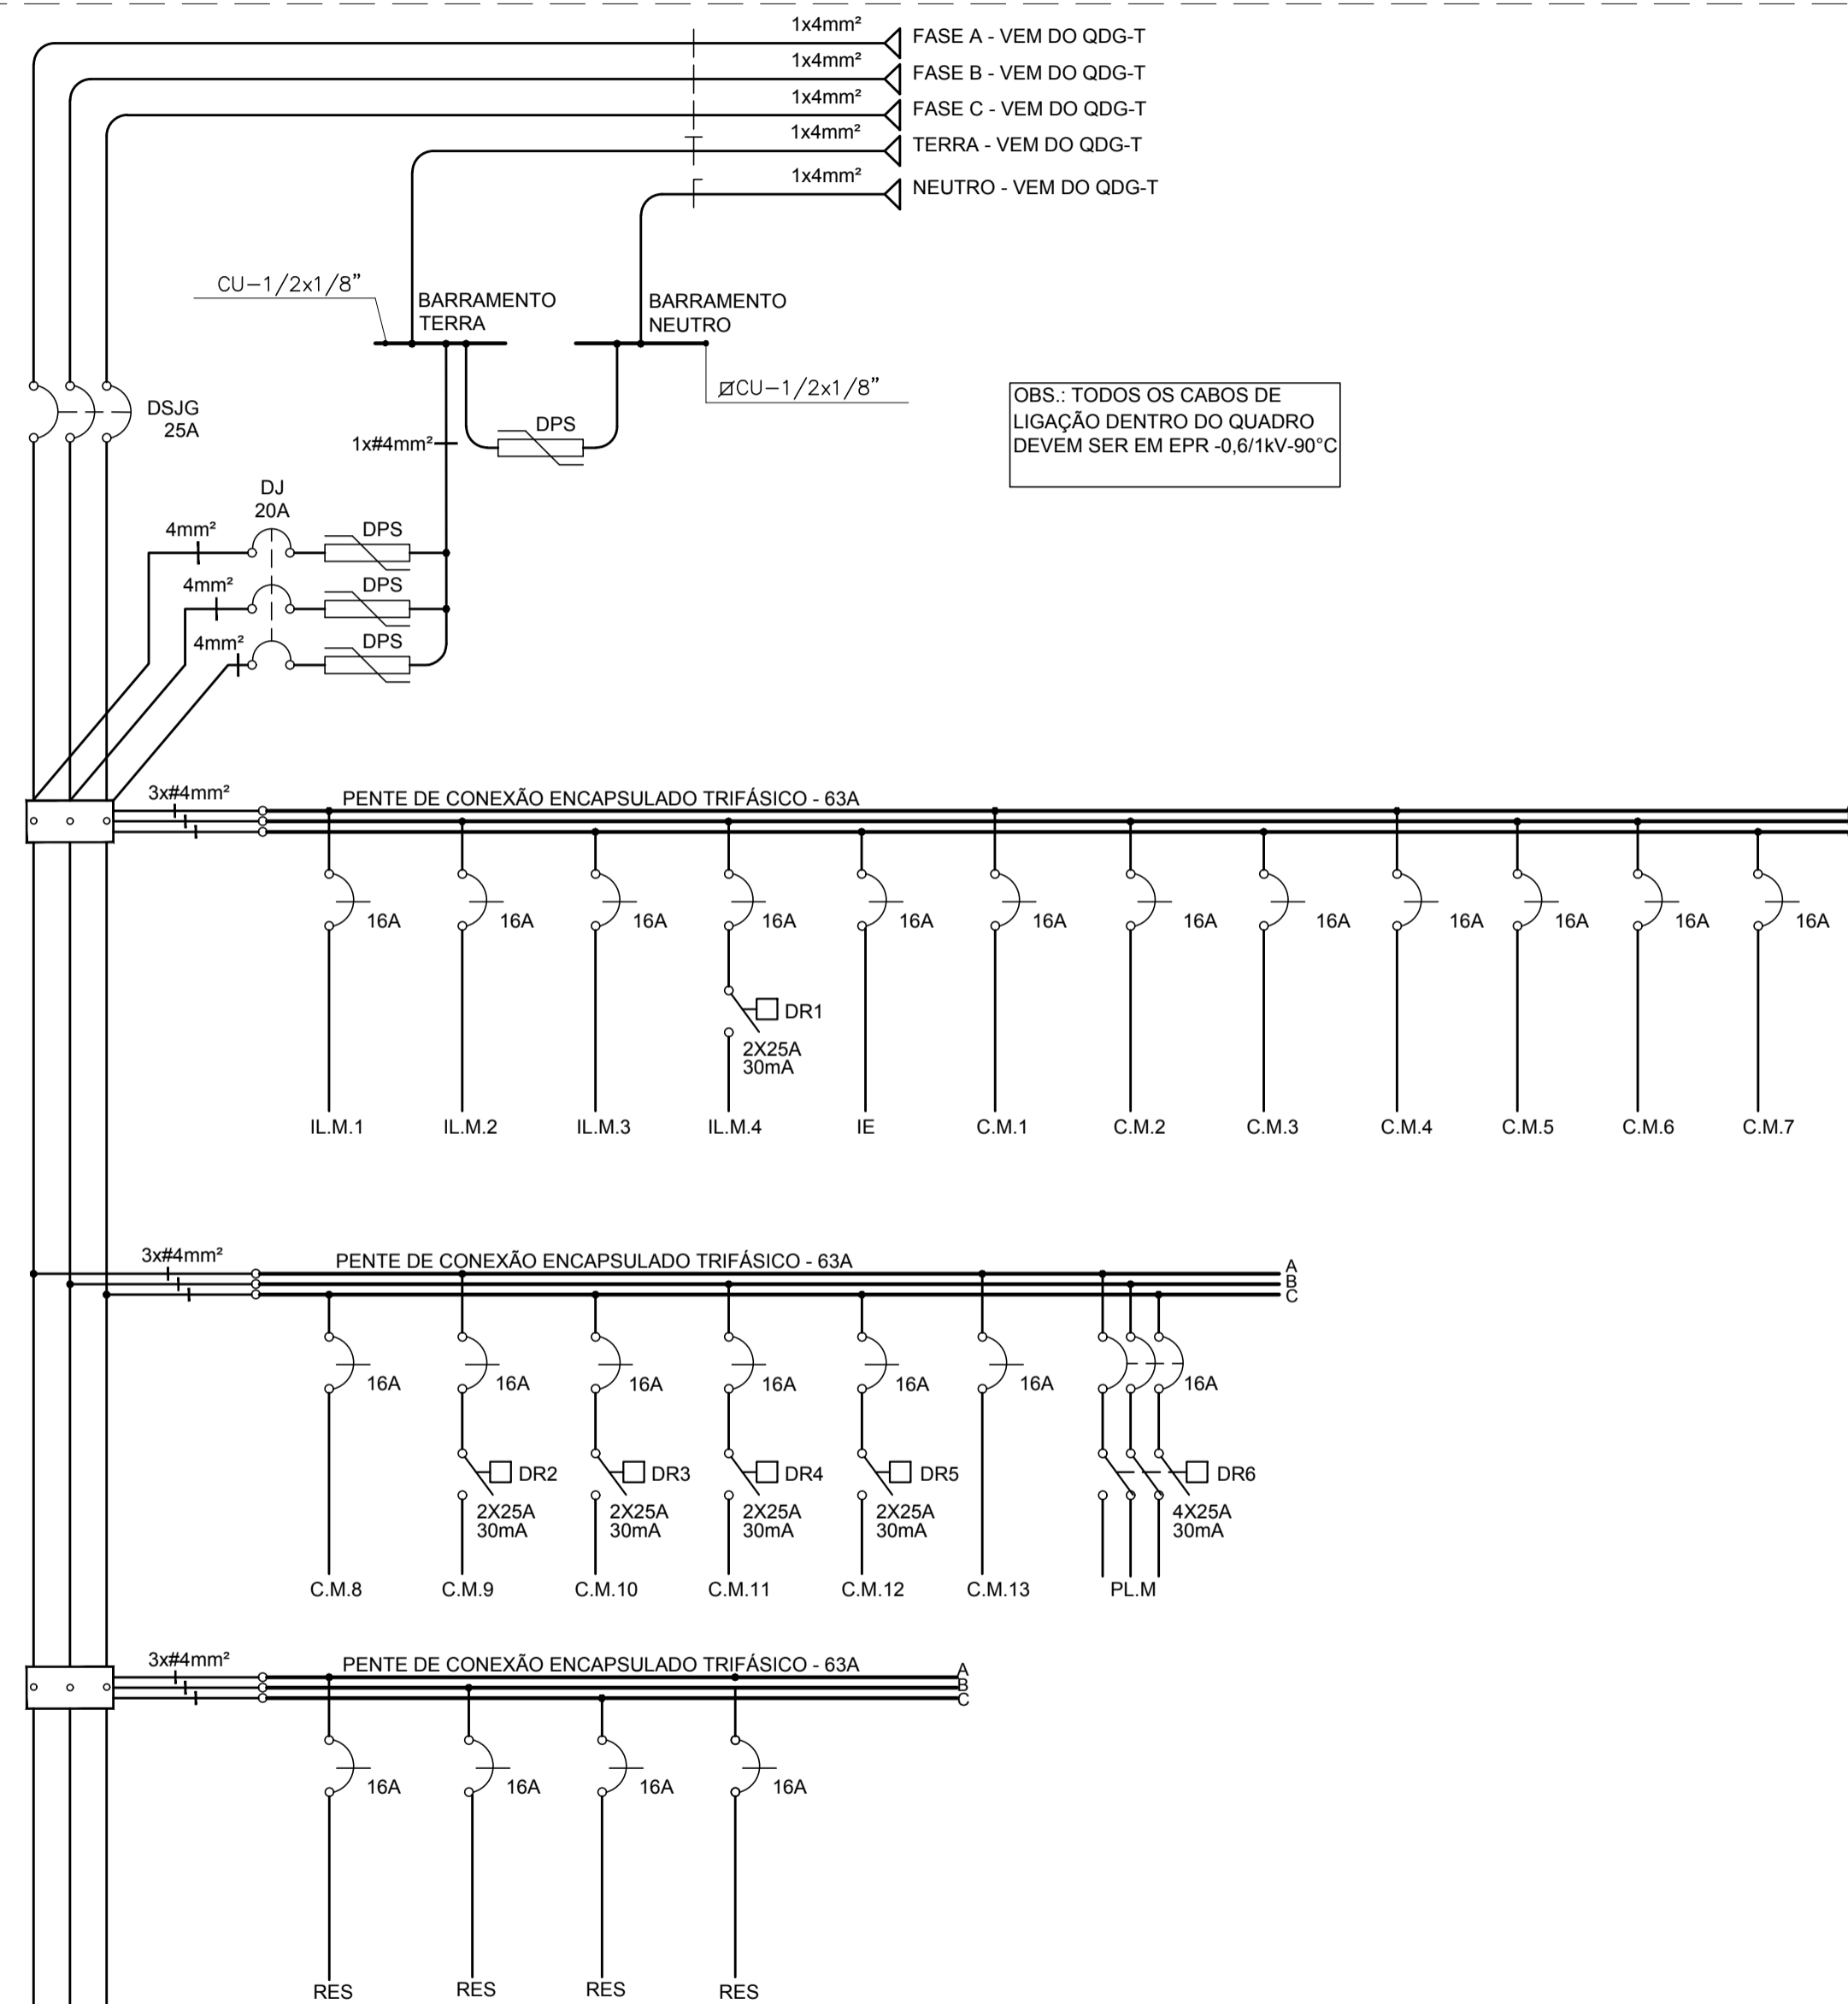 1x4mm²
FASE A - VEM DO QDG-T
1x4mm²
FASE B - VEM DO QDG-T
1x4mm²
FASE C - VEM DO QDG-T
1x4mm²
TERRA - VEM DO QDG-T
1x4mm²
NEUTRO - VEM DO QDG-T
CU-1/2x1/8"
BARRAMENTO
TERRA
BARRAMENTO
NEUTRO
CU-1/2x1/8"
OBS.: TODOS OS CABOS DE
LIGAÇÃO DENTRO DO QUADRO
DEVEM SER EM EPR -0,6/1kV-90°C
DSJG
25A
1x#4mm²
DPS
DJ
20A
4mm²
DPS
4mm²
DPS
4mm²
DPS
3x#4mm²
PENTE DE CONEXÃO ENCAPSULADO TRIFÁSICO - 63A
16A
16A
16A
16A
16A
16A
16A
16A
16A
16A
16A
16A
DR1
2X25A
30mA
IL.M.1
IL.M.2
IL.M.3
IL.M.4
IE
C.M.1
C.M.2
C.M.3
C.M.4
C.M.5
C.M.6
C.M.7
3x#4mm²
PENTE DE CONEXÃO ENCAPSULADO TRIFÁSICO - 63A
A
B
C
16A
16A
16A
16A
16A
16A
16A
DR2
2X25A
30mA
DR3
2X25A
30mA
DR4
2X25A
30mA
DR5
2X25A
30mA
DR6
4X25A
30mA
C.M.8
C.M.9
C.M.10
C.M.11
C.M.12
C.M.13
PL.M
3x#4mm²
PENTE DE CONEXÃO ENCAPSULADO TRIFÁSICO - 63A
A
B
C
16A
16A
16A
16A
RES
RES
RES
RES